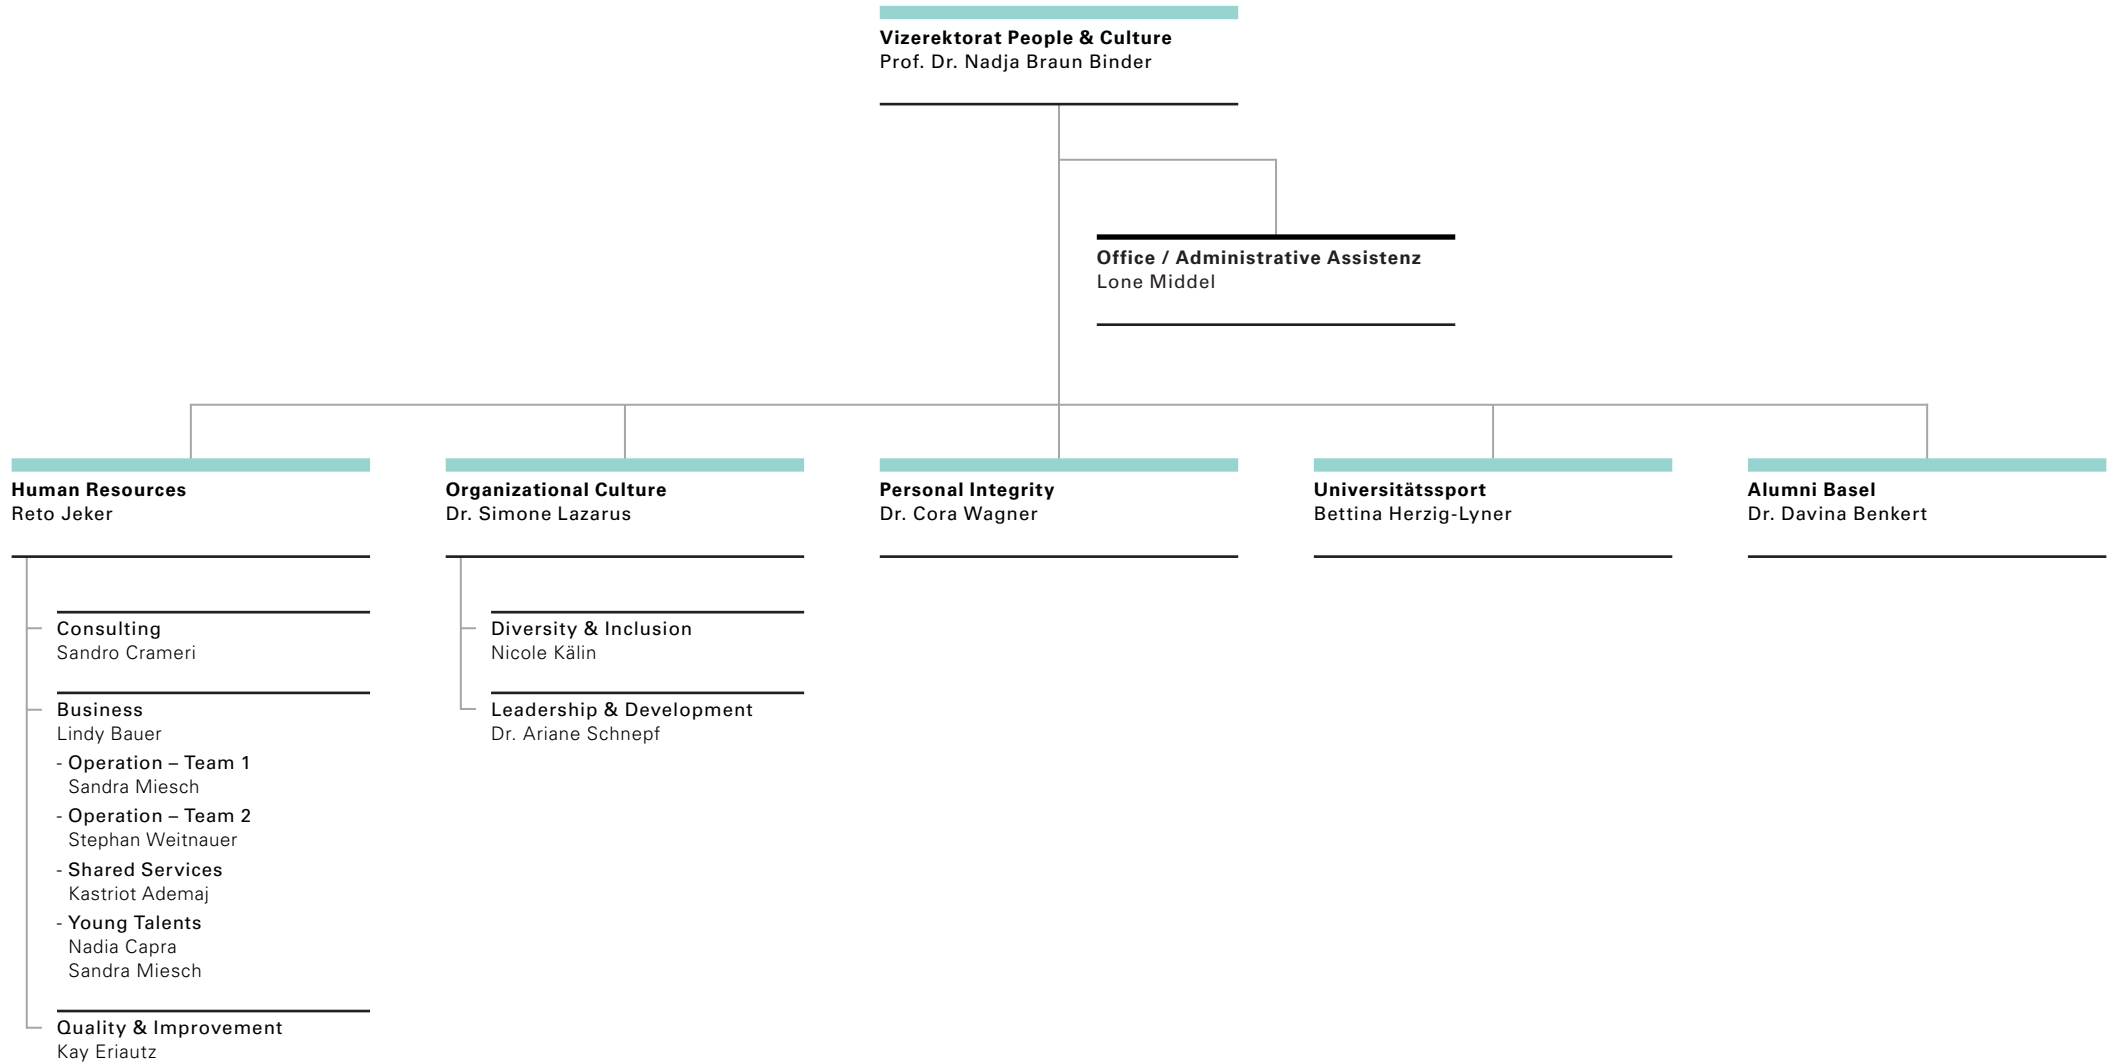 Vizerektorat People & Culture
Prof. Dr. Nadja Braun Binder
Office / Administrative Assistenz
Lone Middel
Human Resources
Reto Jeker
Consulting
Sandro Crameri
Business
Lindy Bauer
- Operation – Team 1
Sandra Miesch
- Operation – Team 2
Stephan Weitnauer
- Shared Services
Kastriot Ademaj
- Young Talents
Nadia Capra
Sandra Miesch
Quality & Improvement
Kay Eriautz
Organizational Culture
Dr. Simone Lazarus
Diversity & Inclusion
Nicole Kälin
Leadership & Development
Dr. Ariane Schnepf
Personal Integrity
Dr. Cora Wagner
Universitätssport
Bettina Herzig-Lyner
Alumni Basel
Dr. Davina Benkert